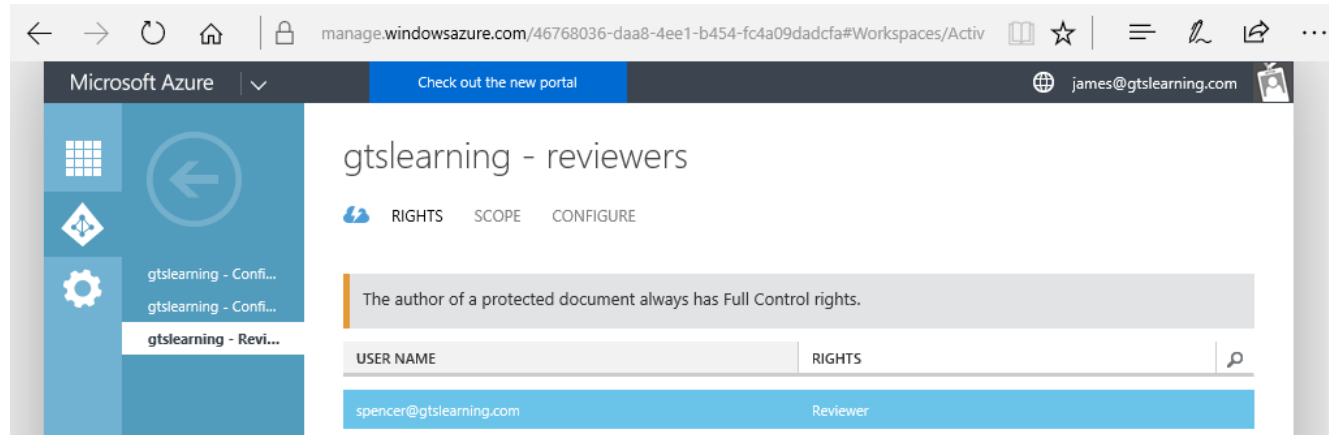 manage.windowsazure.com/46768036-daa8-4ee1-b454-fc4a09dadcfa#Workspaces/Activ
Microsoft Azure
Check out the new portal
james@gtslearning.com
gtslearning - Confi...
gtslearning - Confi...
gtslearning - Revi...
gtslearning - reviewers
RIGHTS SCOPE CONFIGURE
The author of a protected document always has Full Control rights.
USER NAME RIGHTS
spencer@gtslearning.com Reviewer